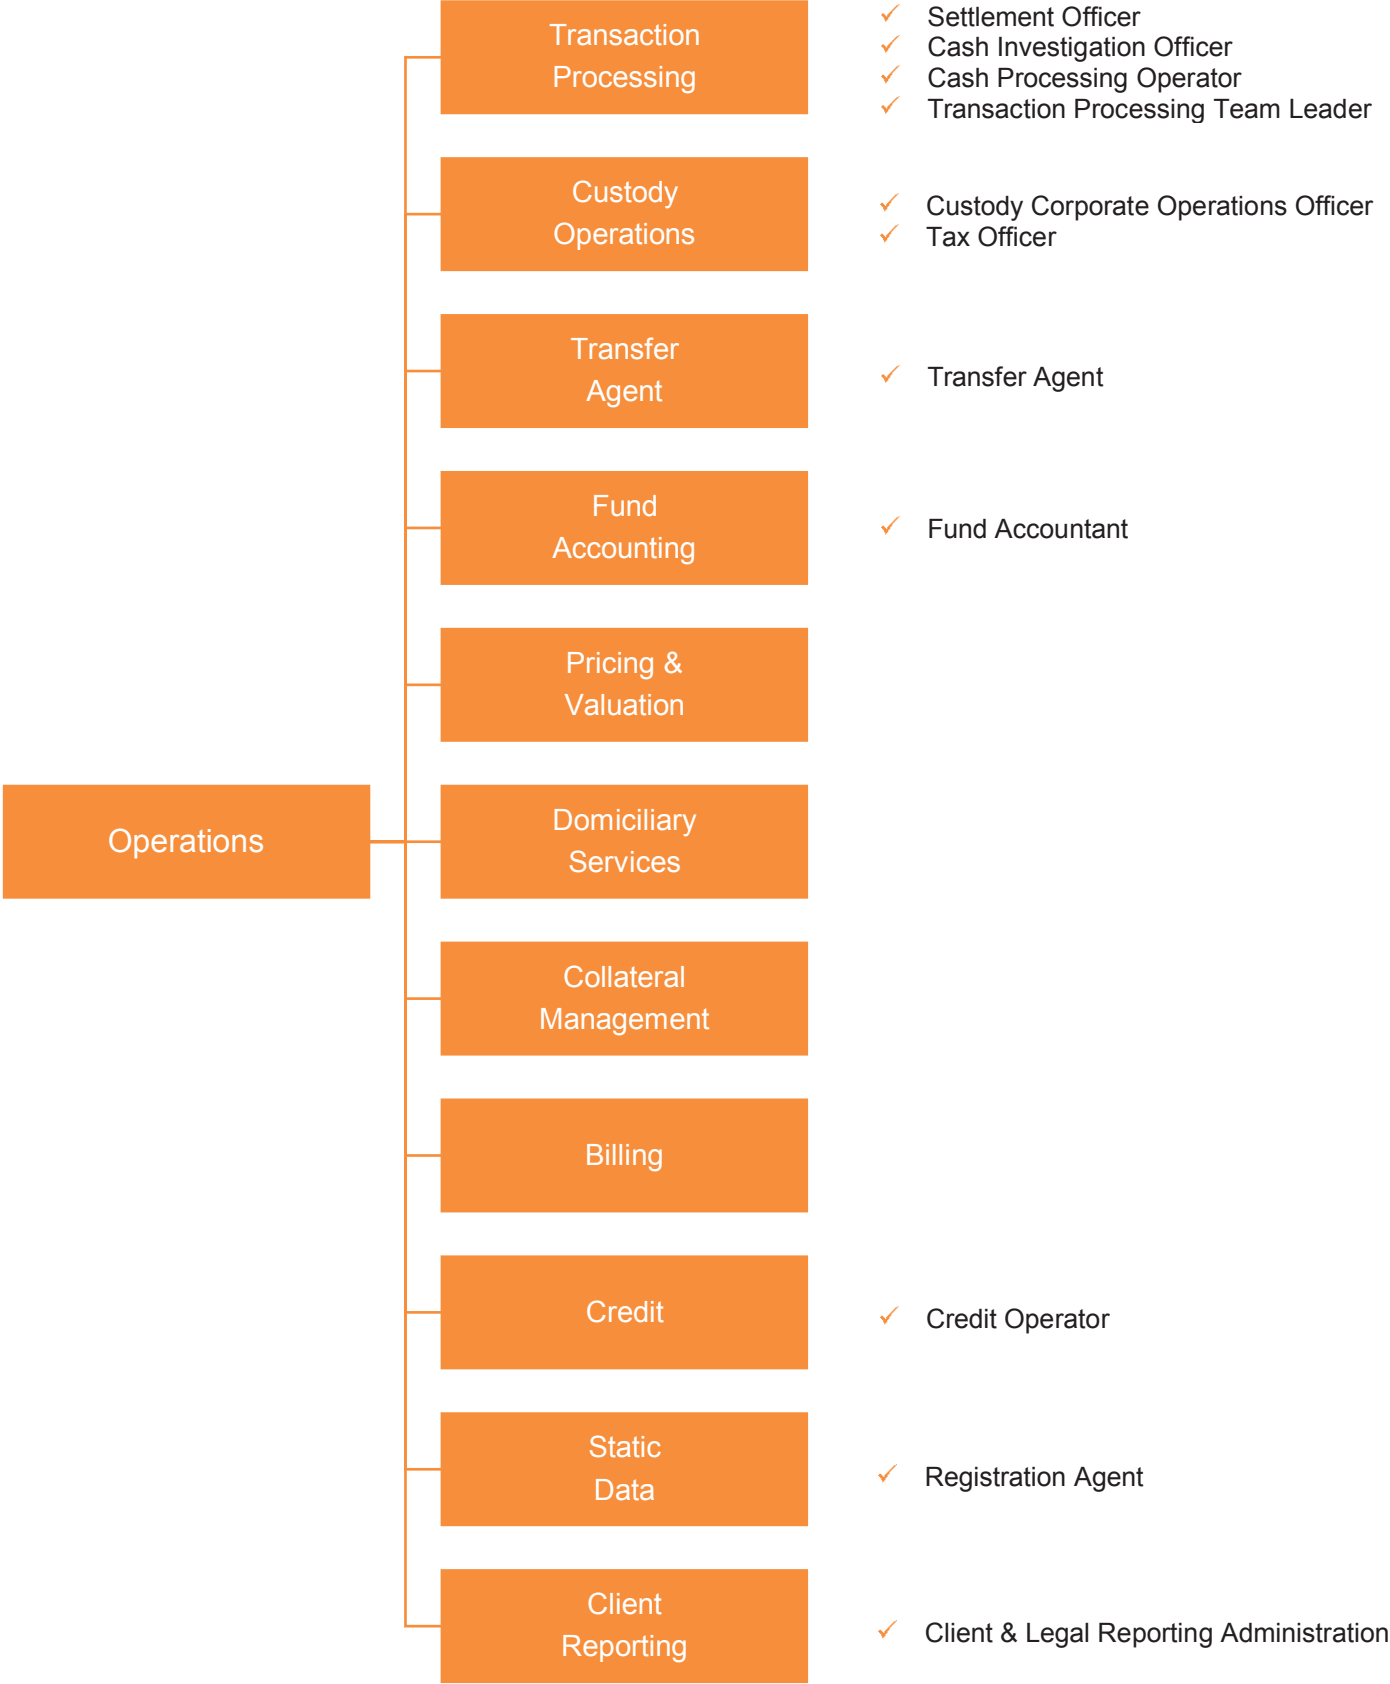 Transaction
Processing
Settlement Officer
Cash Investigation Officer
Cash Processing Operator
Transaction Processing Team Leader
Custody
Operations
Custody Corporate Operations Officer
Tax Officer
Transfer
Agent
Transfer Agent
Fund
Accounting
Fund Accountant
Pricing &
Valuation
Operations
Domiciliary
Services
Collateral
Management
Billing
Credit
Credit Operator
Static
Data
Registration Agent
Client
Reporting
Client & Legal Reporting Administration